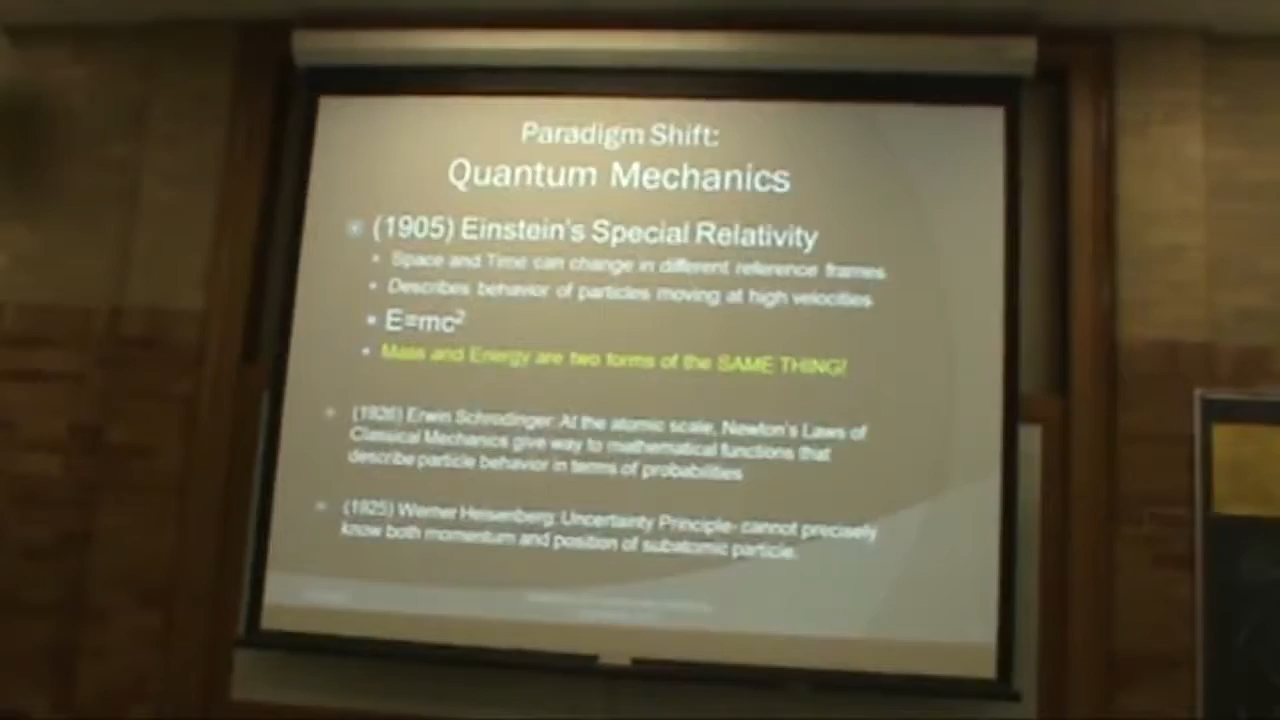 Paradigm Shift:
Quantum Mechanics
(1905) Einstein's Special Relativity
Space and Time can change in different reference frames
Describes behavior of particles moving at high velocities
E=mc²
Mass and Energy are two forms of the SAME THING!
(1926) Erwin Schrodinger: At the atomic scale, Newton's Laws of
Classical Mechanics give way to mathematical functions that
describe particle behavior in terms of probabilities
(1925) Werner Heisenberg: Uncertainty Principle- cannot precisely
know both momentum and position of subatomic particle.